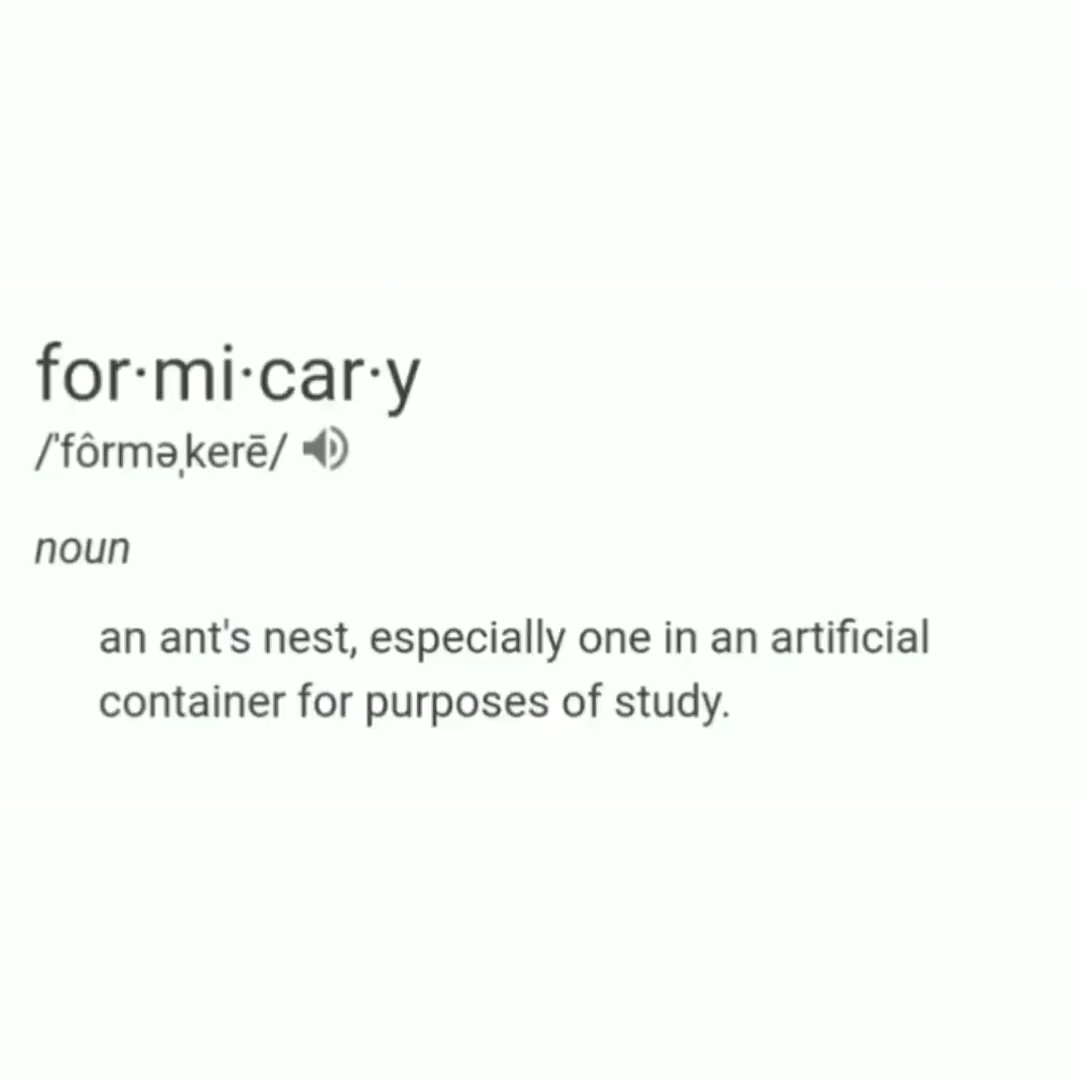 for·mi·car·y
/ˈfôrməˌkerē/
noun
an ant's nest, especially one in an artificial
container for purposes of study.